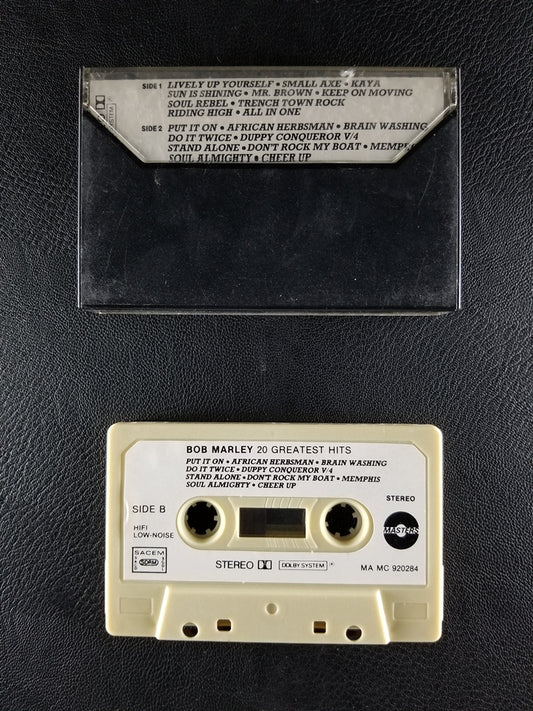 SIDE 1 LIVELY UP YOURSELF • SMALL AXE • KAYA
SUN IS SHINING • MR. BROWN • KEEP ON MOVING
SOUL REBEL • TRENCH TOWN ROCK
RIDING HIGH • ALL IN ONE
SIDE 2 PUT IT ON • AFRICAN HERBSMAN • BRAIN WASHING
DO IT TWICE • DUPPY CONQUEROR V/4
STAND ALONE • DON'T ROCK MY BOAT • MEMPHIS
SOUL ALMIGHTY • CHEER UP
BOB MARLEY 20 GREATEST HITS
PUT IT ON • AFRICAN HERBSMAN • BRAIN WASHING
DO IT TWICE • DUPPY CONQUEROR V/4
STAND ALONE • DON'T ROCK MY BOAT • MEMPHIS
SOUL ALMIGHTY • CHEER UP
STEREO
SIDE B
MASTERS
HIFI
LOW-NOISE
SACEM
SDRM
STEREO DOLBY SYSTEM
MA MC 920284